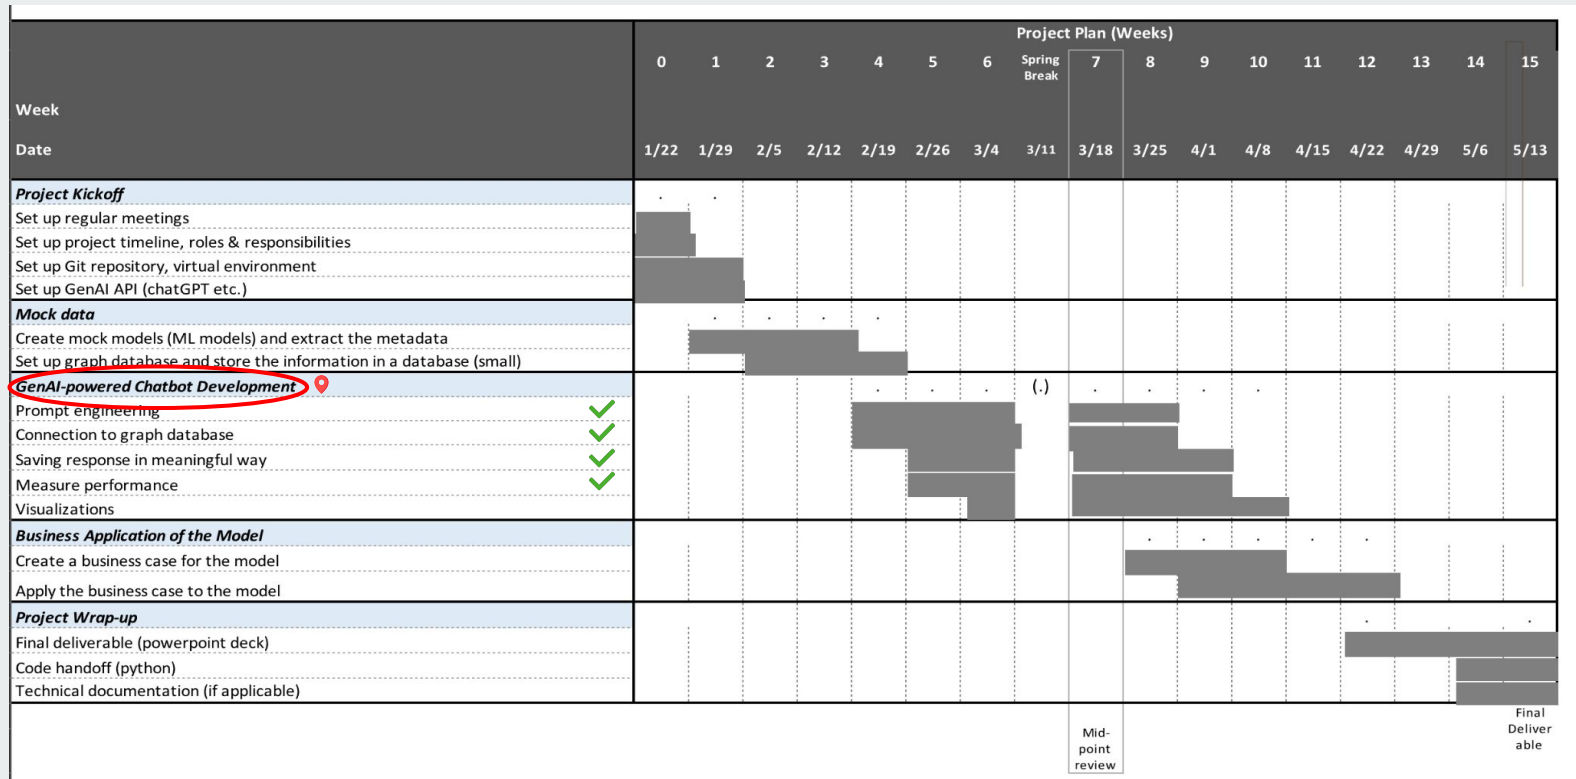 Project Plan (Weeks)
0 1 2 3 4 5 6 Spring Break 7 8 9 10 11 12 13 14 15
Week
Date 1/22 1/29 2/5 2/12 2/19 2/26 3/4 3/11 3/18 3/25 4/1 4/8 4/15 4/22 4/29 5/6 5/13
Project Kickoff . .
Set up regular meetings
Set up project timeline, roles & responsibilities
Set up Git repository, virtual environment
Set up GenAI API (chatGPT etc.)
Mock data . . . .
Create mock models (ML models) and extract the metadata
Set up graph database and store the information in a database (small)
GenAI-powered Chatbot Development . . . (.) . . . .
Prompt engineering
Connection to graph database
Saving response in meaningful way
Measure performance
Visualizations
Business Application of the Model . . . . .
Create a business case for the model
Apply the business case to the model
Project Wrap-up . .
Final deliverable (powerpoint deck)
Code handoff (python)
Technical documentation (if applicable)
Mid-
point
review
Final
Deliver
able